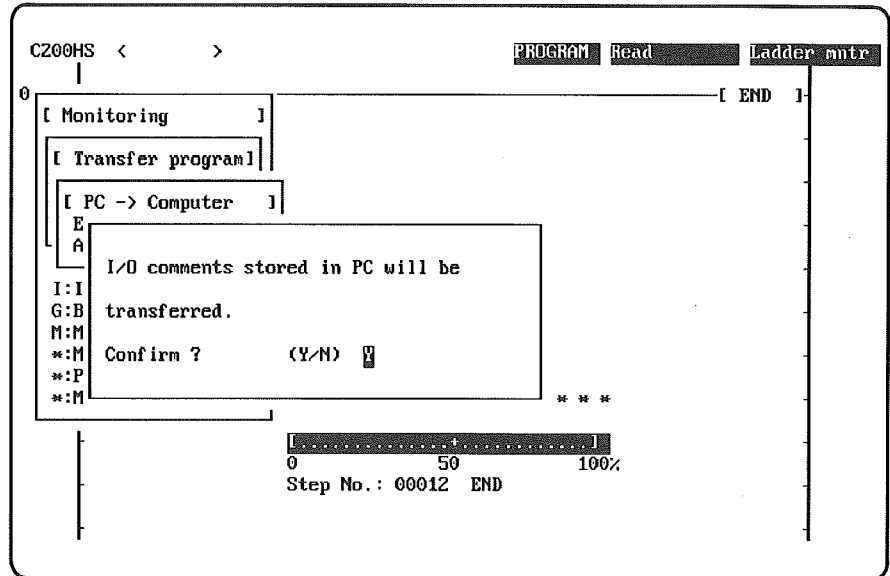 C200HS < > PROGRAM Read Ladder mntr
0 [ END ]
[ Monitoring ]
[ Transfer program]
[ PC -> Computer ]
E
A
I/O comments stored in PC will be
transferred.
Confirm ? (Y/N) Y
I:I
G:B
M:M
*:M
*:P
*:M
* * *
[............+............]
0 50 100%
Step No.: 00012 END